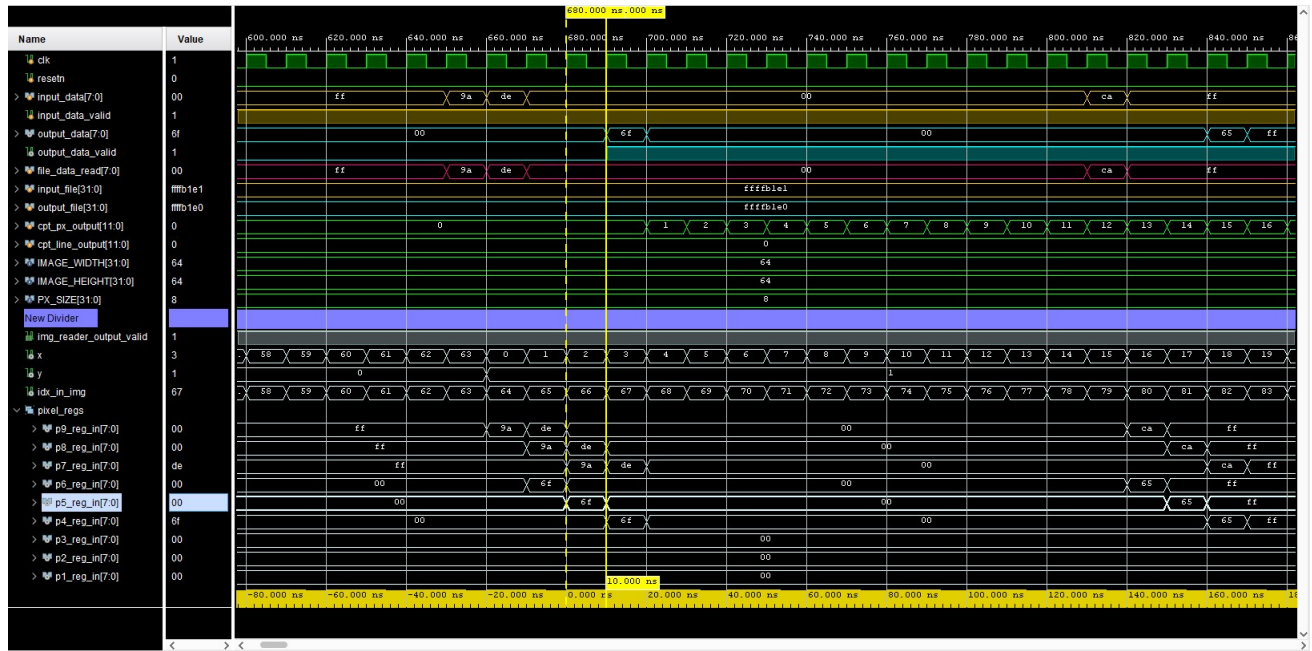 680.000 ns.000 ns
Name Value 600.000 ns 620.000 ns 640.000 ns 660.000 ns 680.000 ns 700.000 ns 720.000 ns 740.000 ns 760.000 ns 780.000 ns 800.000 ns 820.000 ns 840.000 ns 86
clk 1
resetn 0
input_data[7:0] 00 ff 9a de 00 ca ff
input_data_valid 1
output_data[7:0] 6f 00 6f 00 65 ff
output_data_valid 1
file_data_read[7:0] 00 ff 9a de 00 ca ff
input_file[31:0] ffffb1e1 ffffb1e1
output_file[31:0] ffffb1e0 ffffb1e0
cpt_px_output[11:0] 0 0 1 2 3 4 5 6 7 8 9 10 11 12 13 14 15 16
cpt_line_output[11:0] 0 0
IMAGE_WIDTH[31:0] 64 64
IMAGE_HEIGHT[31:0] 64 64
PX_SIZE[31:0] 8 8
New Divider
img_reader_output_valid 1
x 3 58 59 60 61 62 63 0 1 2 3 4 5 6 7 8 9 10 11 12 13 14 15 16 17 18 19
y 1 0 1
idx_in_img 67 58 59 60 61 62 63 64 65 66 67 68 69 70 71 72 73 74 75 76 77 78 79 80 81 82 83
pixel_regs
p9_reg_in[7:0] 00 ff 9a de 00 ca ff
p8_reg_in[7:0] 00 ff 9a de 00 ca ff
p7_reg_in[7:0] de ff 9a de 00 ca ff
p6_reg_in[7:0] 00 00 6f 00 65 ff
p5_reg_in[7:0] 00 00 6f 00 65 ff
p4_reg_in[7:0] 6f 00 6f 00 65 ff
p3_reg_in[7:0] 00 00
p2_reg_in[7:0] 00 00
p1_reg_in[7:0] 00 00
10.000 ns
-80.000 ns -60.000 ns -40.000 ns -20.000 ns 0.000 ns 20.000 ns 40.000 ns 60.000 ns 80.000 ns 100.000 ns 120.000 ns 140.000 ns 160.000 ns 18